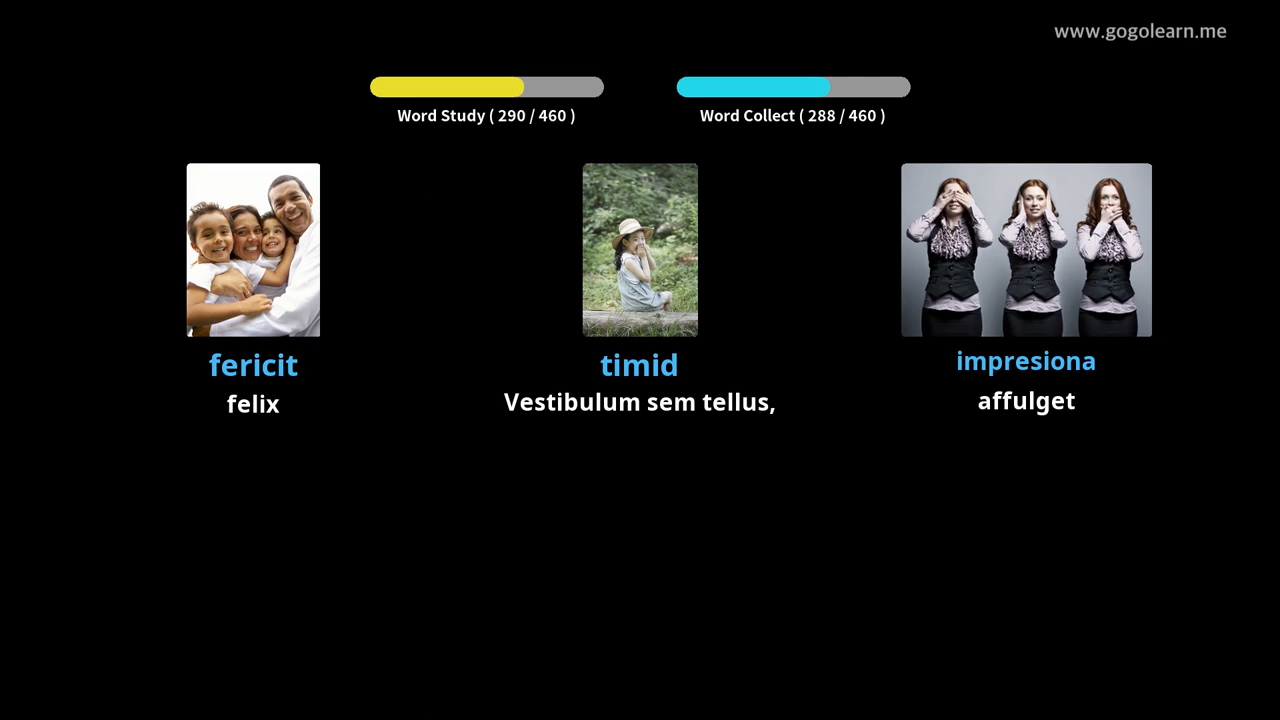 www.gogolearn.me
Word Study ( 290 / 460 )
Word Collect ( 288 / 460 )
fericit
felix
timid
Vestibulum sem tellus,
impresiona
affulget